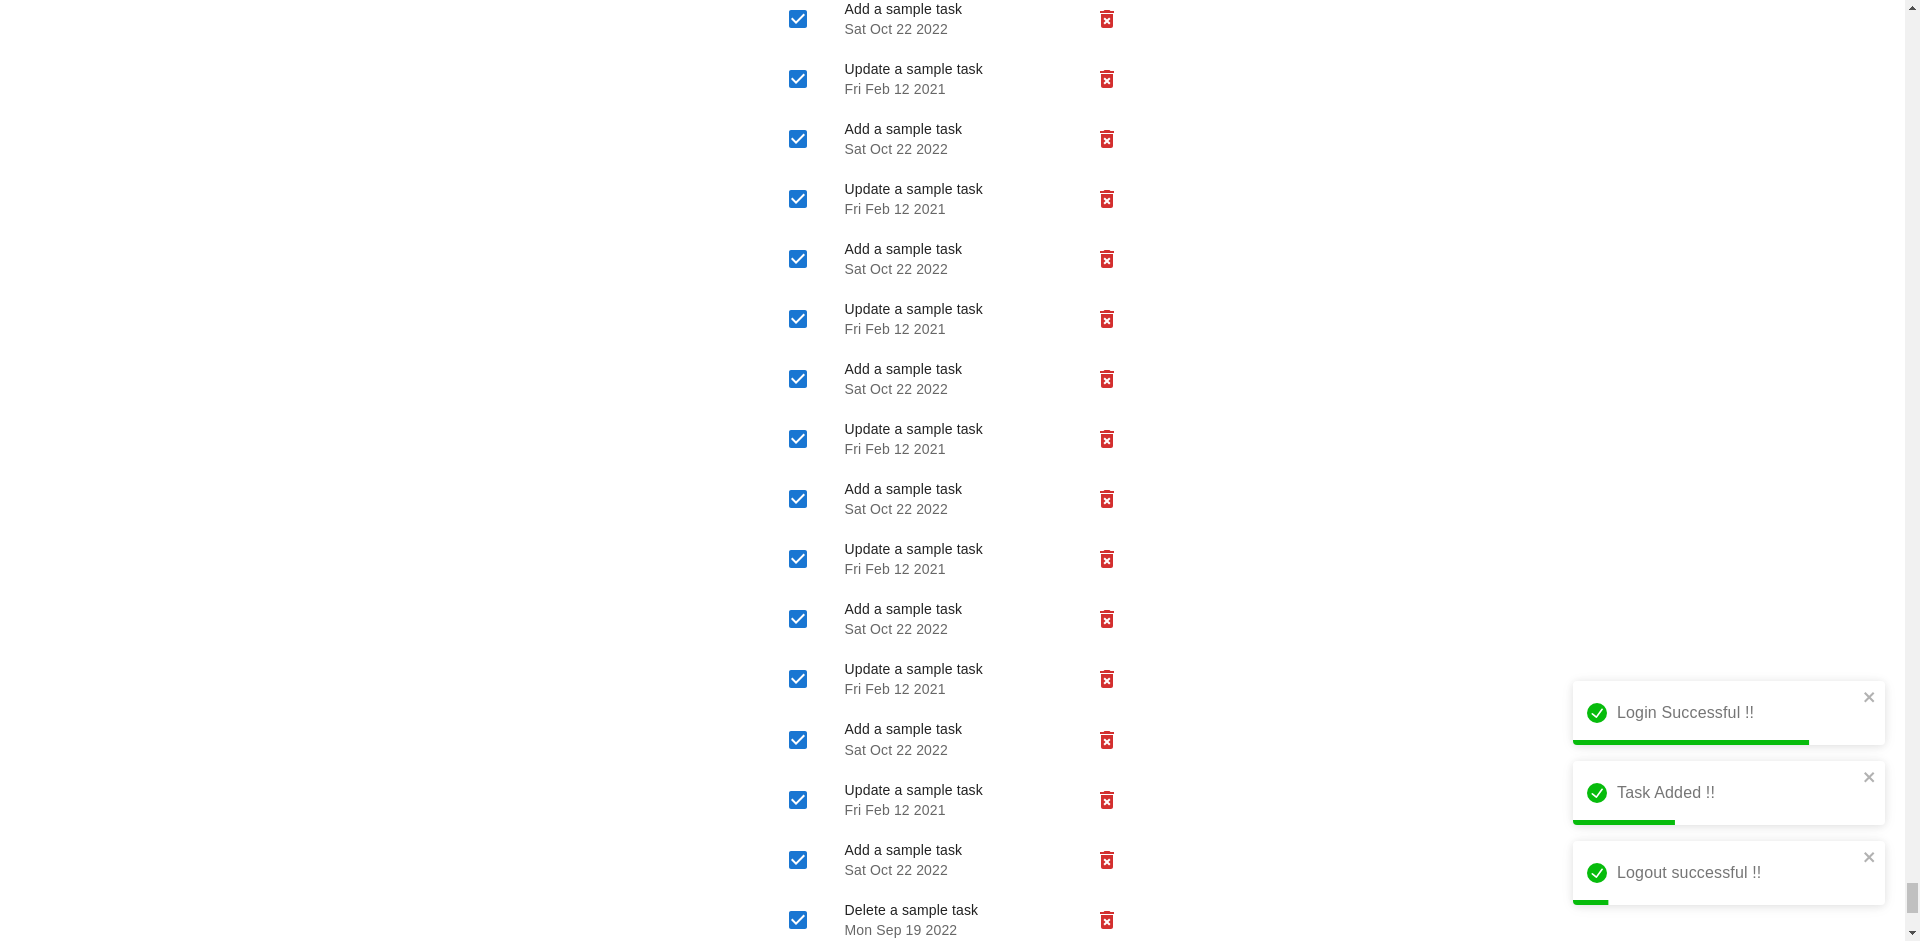 Add a sample task
Sat Oct 22 2022
Update a sample task
Fri Feb 12 2021
Add a sample task
Sat Oct 22 2022
Update a sample task
Fri Feb 12 2021
Add a sample task
Sat Oct 22 2022
Update a sample task
Fri Feb 12 2021
Add a sample task
Sat Oct 22 2022
Update a sample task
Fri Feb 12 2021
Add a sample task
Sat Oct 22 2022
Update a sample task
Fri Feb 12 2021
Add a sample task
Sat Oct 22 2022
Update a sample task
Fri Feb 12 2021
Add a sample task
Sat Oct 22 2022
Update a sample task
Fri Feb 12 2021
Add a sample task
Sat Oct 22 2022
Delete a sample task
Mon Sep 19 2022
Login Successful !!
Task Added !!
Logout successful !!